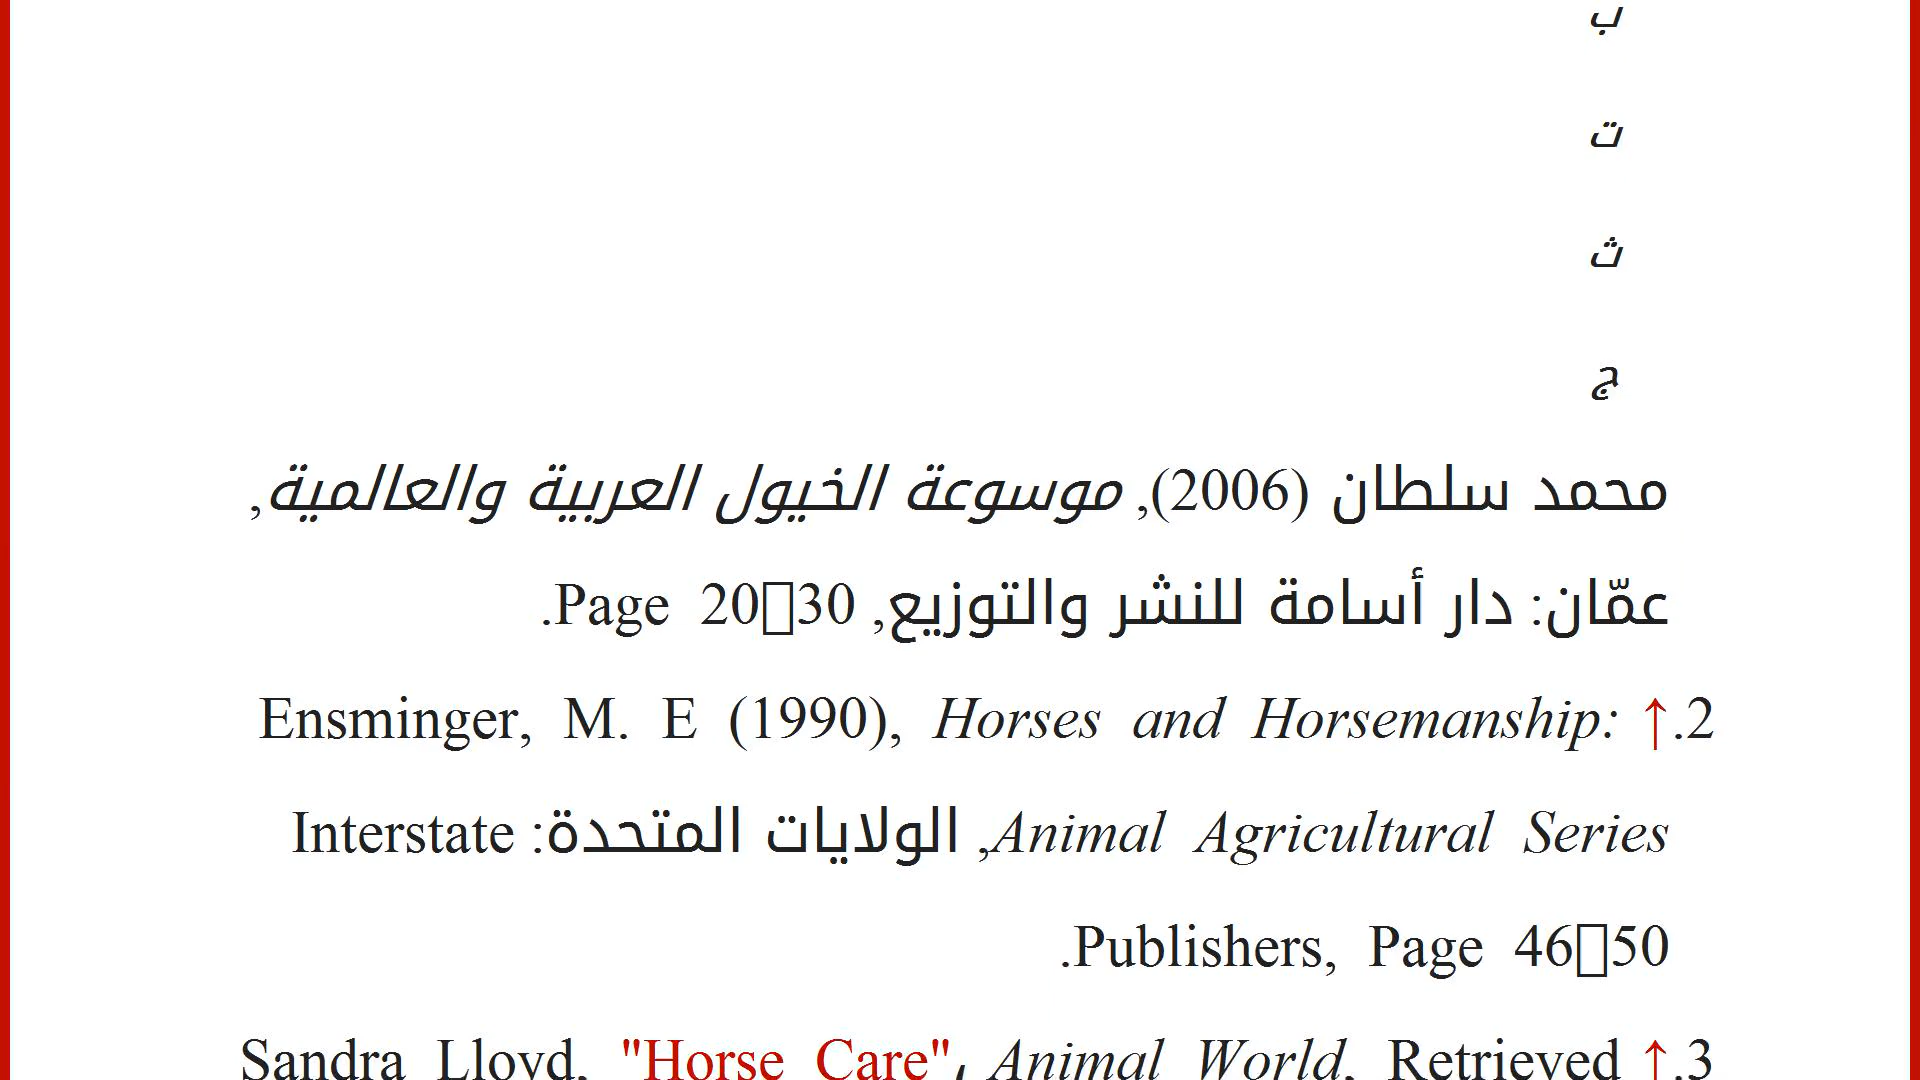 ب
ت
ث
ج
محمد سلطان (2006), موسوعة الخيول العربية والعالمية,
عمّان: دار أسامة للنشر والتوزيع, Page 20▯30.
2.↑ Ensminger, M. E (1990), Horses and Horsemanship:
Animal Agricultural Series, الولايات المتحدة: Interstate
Publishers, Page 46▯50.
3.↑ Sandra Lloyd, "Horse Care"، Animal World, Retrieved